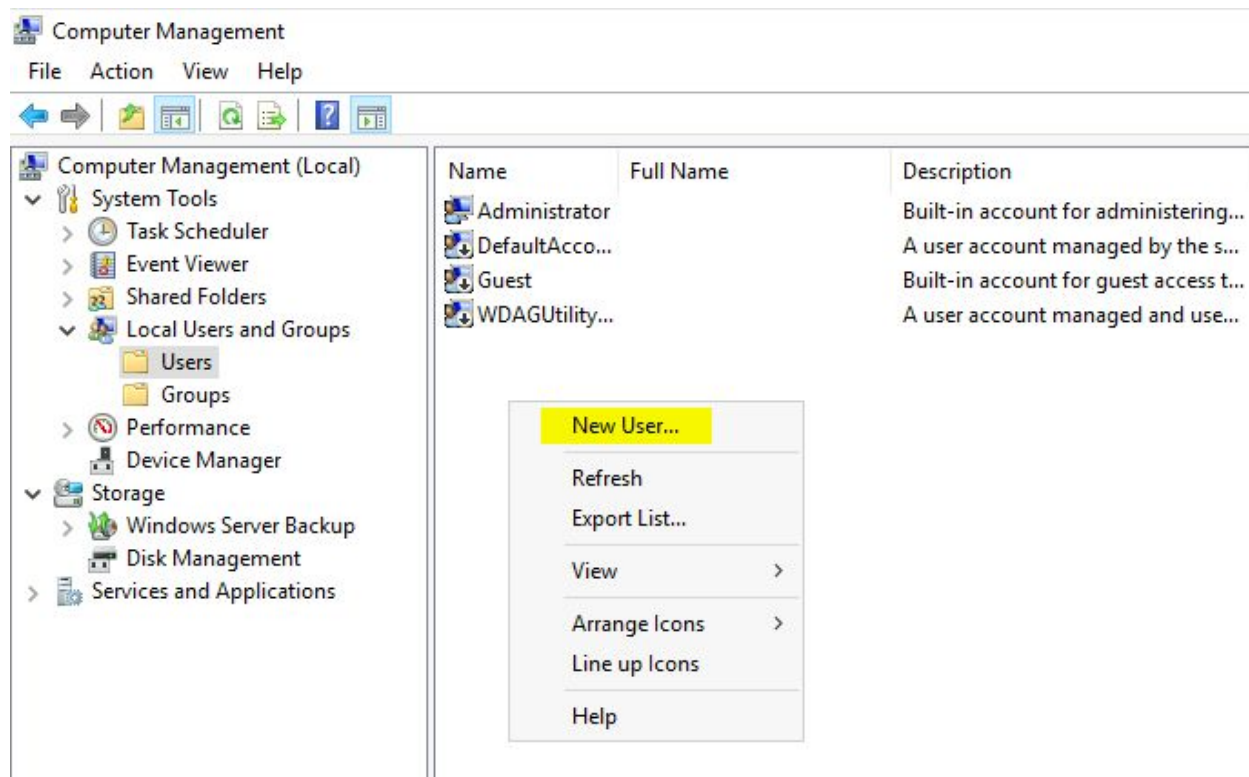 Computer Management
File Action View Help
Computer Management (Local)
System Tools
Task Scheduler
Event Viewer
Shared Folders
Local Users and Groups
Users
Groups
Performance
Device Manager
Storage
Windows Server Backup
Disk Management
Services and Applications
Name Full Name Description
Administrator Built-in account for administering...
DefaultAcco... A user account managed by the s...
Guest Built-in account for guest access t...
WDAGUtility... A user account managed and use...
New User...
Refresh
Export List...
View
Arrange Icons
Line up Icons
Help